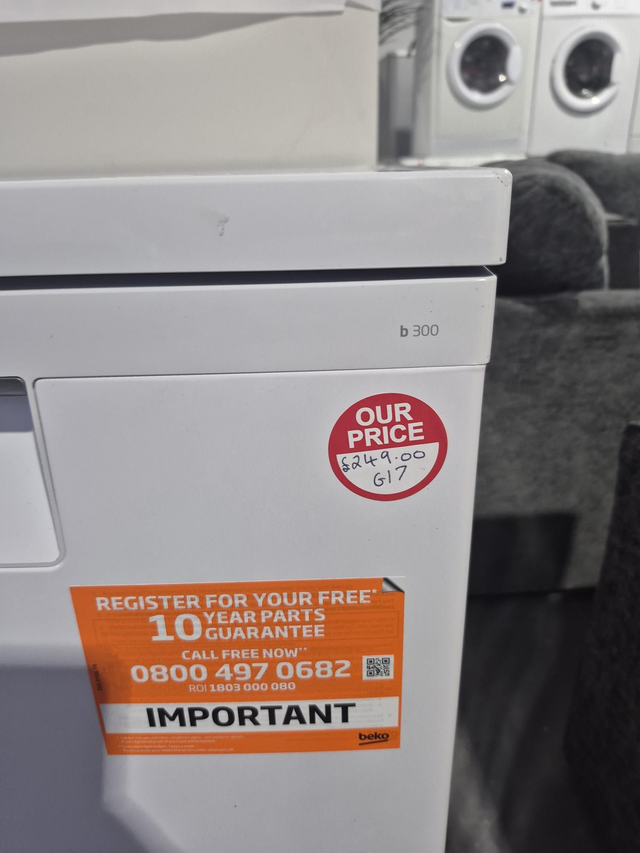 b 300
OUR
PRICE
£249.00
G17
REGISTER FOR YOUR FREE*
10 YEAR PARTS
GUARANTEE
CALL FREE NOW**
0800 497 0682
ROI 1803 000 080
IMPORTANT
beko